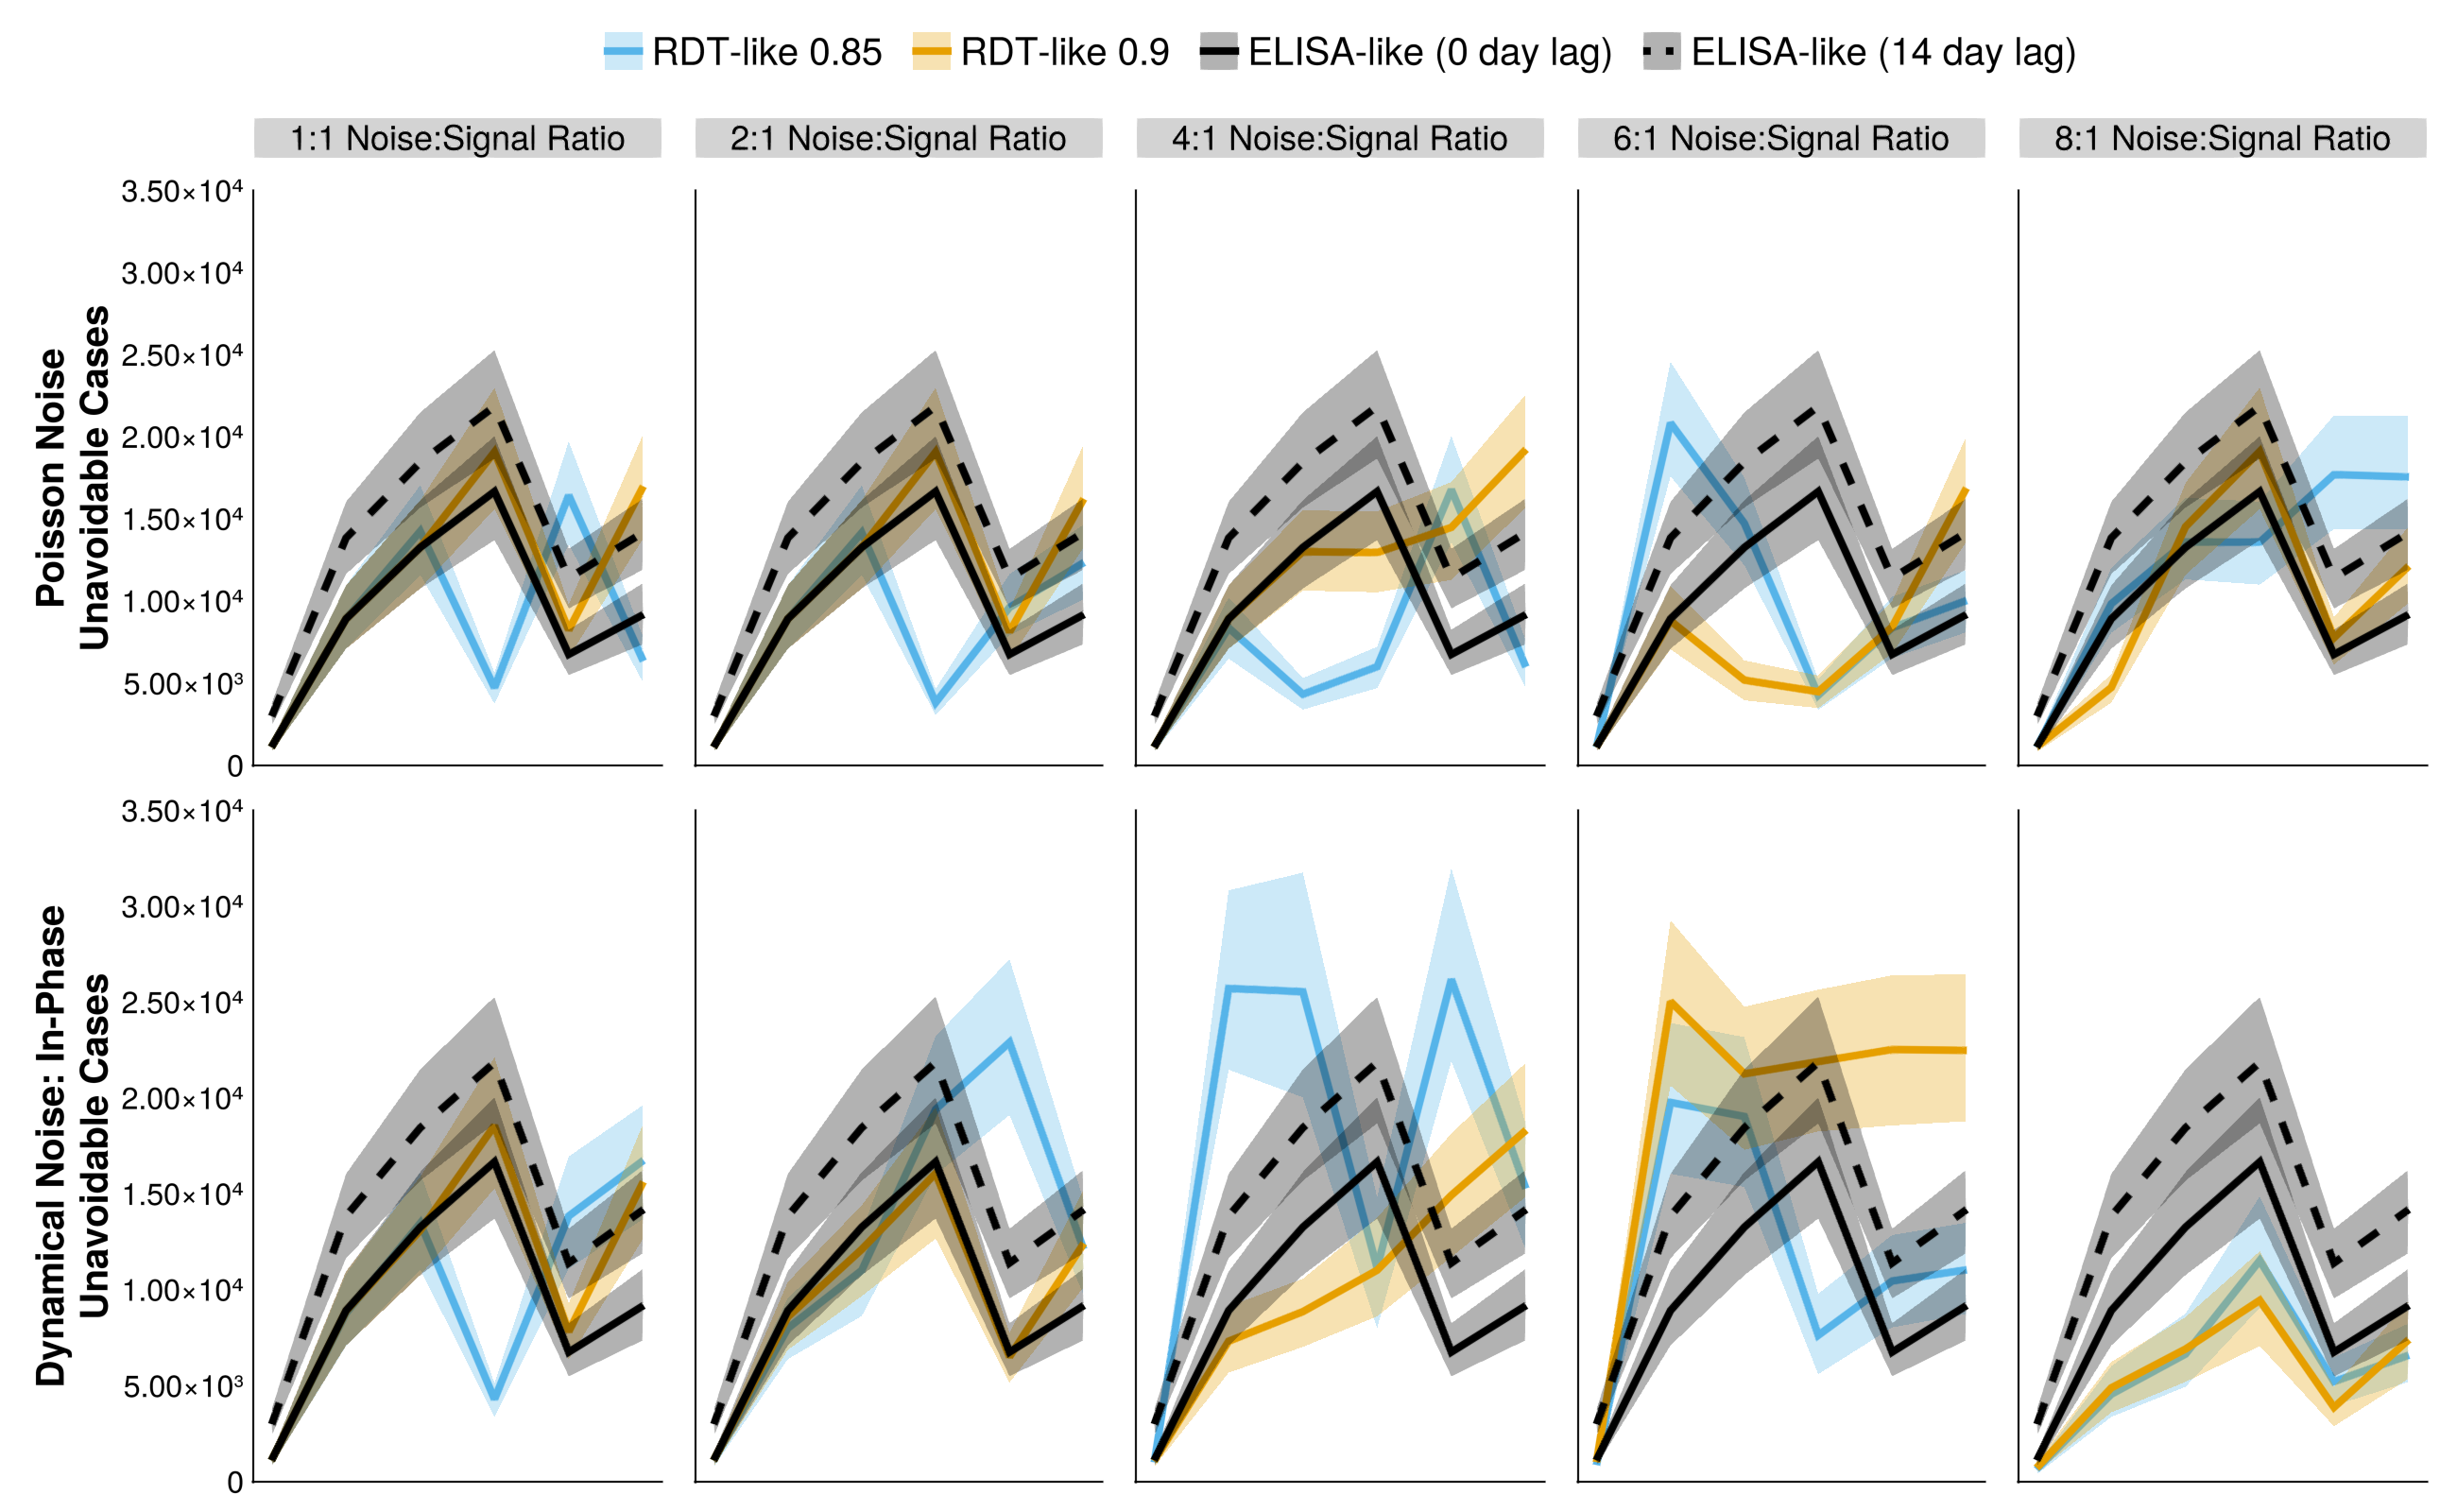 RDT-like 0.85 RDT-like 0.9 ELISA-like (0 day lag) ELISA-like (14 day lag)
1:1 Noise:Signal Ratio 2:1 Noise:Signal Ratio 4:1 Noise:Signal Ratio 6:1 Noise:Signal Ratio 8:1 Noise:Signal Ratio
Poisson Noise
Unavoidable Cases
3.50×10⁴
3.00×10⁴
2.50×10⁴
2.00×10⁴
1.50×10⁴
1.00×10⁴
5.00×10³
0
Dynamical Noise: In-Phase
Unavoidable Cases
3.50×10⁴
3.00×10⁴
2.50×10⁴
2.00×10⁴
1.50×10⁴
1.00×10⁴
5.00×10³
0